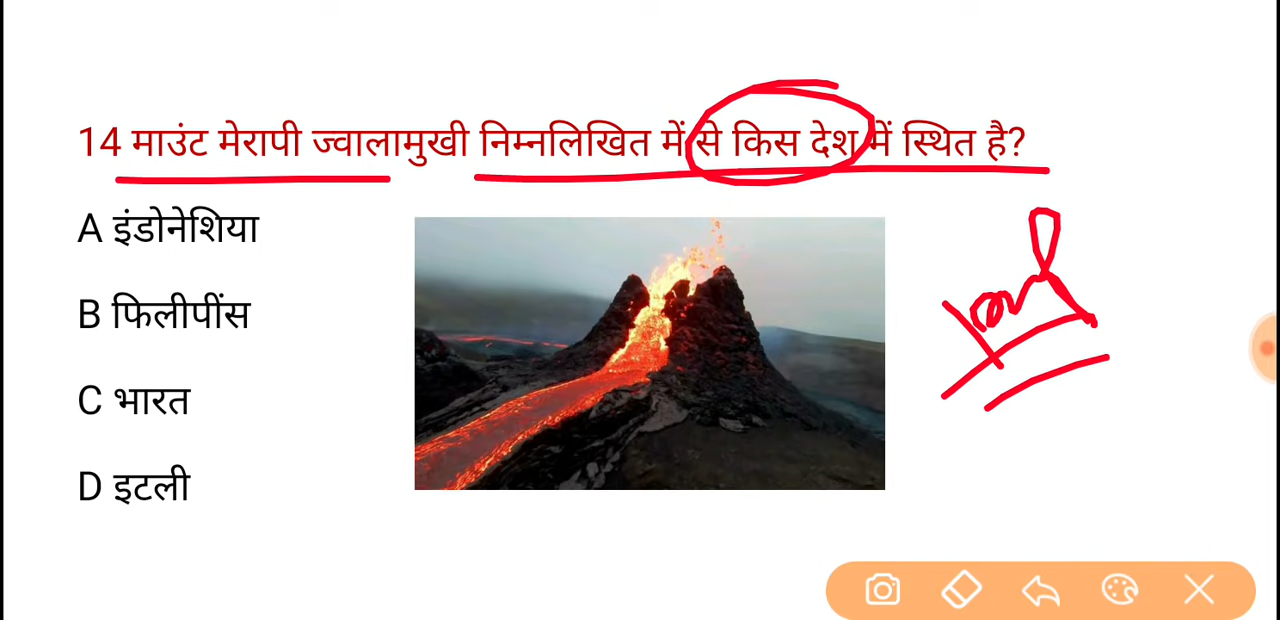 14 माउंट मेरापी ज्वालामुखी निम्नलिखित में से किस देश में स्थित है?
A इंडोनेशिया
B फिलीपींस
C भारत
D इटली